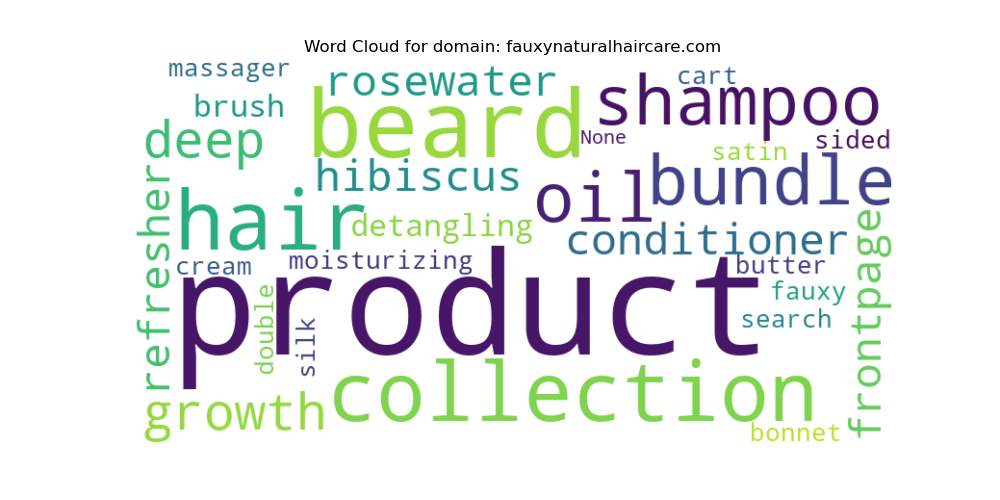 Word Cloud for domain: fauxynaturalhaircare.com
massager
rosewater
cart
shampoo
brush
beard
None
sided
deep
satin
hibiscus
oil
bundle
refresher
hair
detangling
conditioner
frontpage
cream
moisturizing
butter
product
fauxy
double
silk
search
collection
growth
bonnet